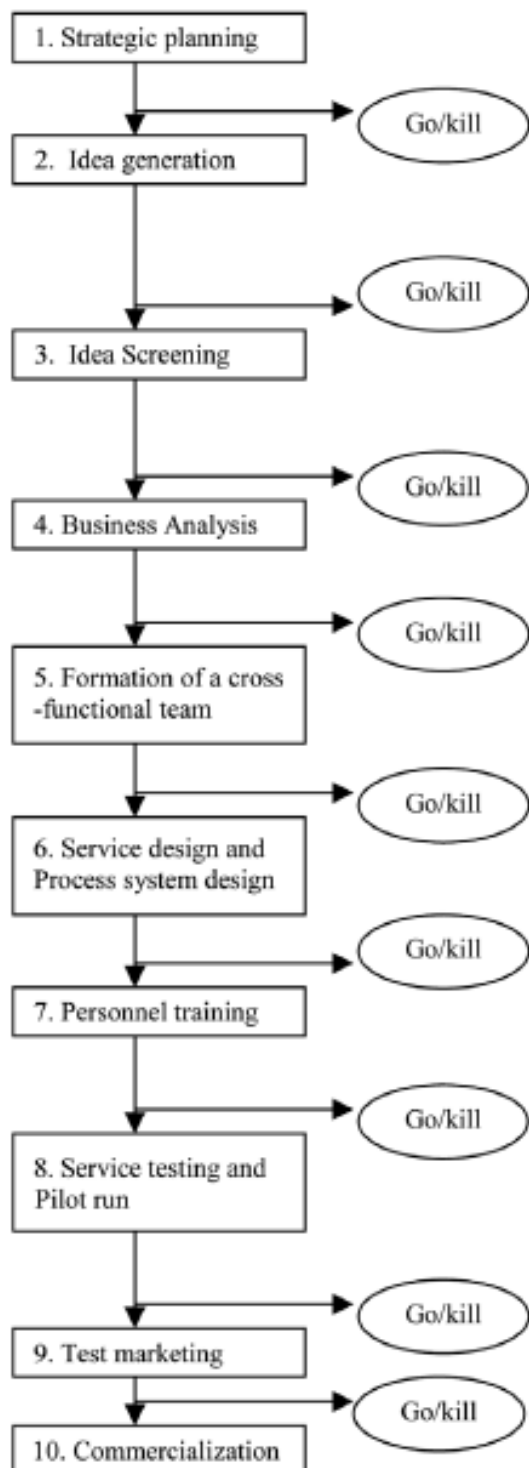 1. Strategic planning
Go/kill
2. Idea generation
Go/kill
3. Idea Screening
Go/kill
4. Business Analysis
Go/kill
5. Formation of a cross
-functional team
Go/kill
6. Service design and
Process system design
Go/kill
7. Personnel training
Go/kill
8. Service testing and
Pilot run
Go/kill
9. Test marketing
Go/kill
10. Commercialization